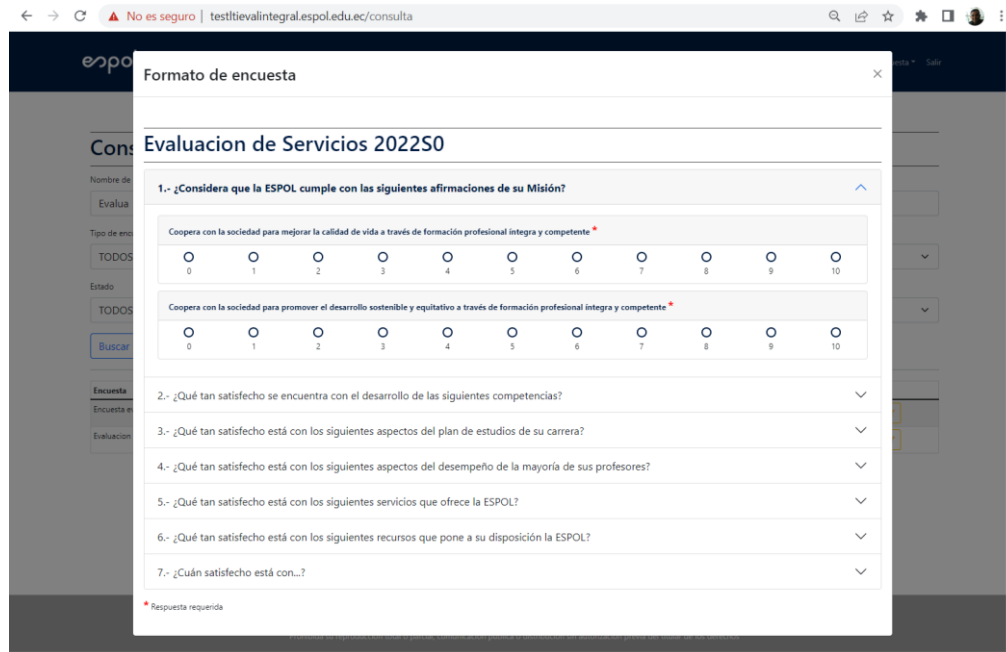 No es seguro | testltievalintegral.espol.edu.ec/consulta
espol
Salir
Formato de encuesta
Evaluacion de Servicios 2022S0
Cons
1.- ¿Considera que la ESPOL cumple con las siguientes afirmaciones de su Misión?
Nombre de
Evalua
Coopera con la sociedad para mejorar la calidad de vida a través de formación profesional íntegra y competente *
0 1 2 3 4 5 6 7 8 9 10
Tipo de enc
TODOS
Estado
Coopera con la sociedad para promover el desarrollo sostenible y equitativo a través de formación profesional íntegra y competente *
TODOS
0 1 2 3 4 5 6 7 8 9 10
Buscar
Encuesta
2.- ¿Qué tan satisfecho se encuentra con el desarrollo de las siguientes competencias?
Encuesta e
3.- ¿Qué tan satisfecho está con los siguientes aspectos del plan de estudios de su carrera?
Evaluacion
4.- ¿Qué tan satisfecho está con los siguientes aspectos del desempeño de la mayoría de sus profesores?
5.- ¿Qué tan satisfecho está con los siguientes servicios que ofrece la ESPOL?
6.- ¿Qué tan satisfecho está con los siguientes recursos que pone a su disposición la ESPOL?
7.- ¿Cuán satisfecho está con...?
* Respuesta requerida